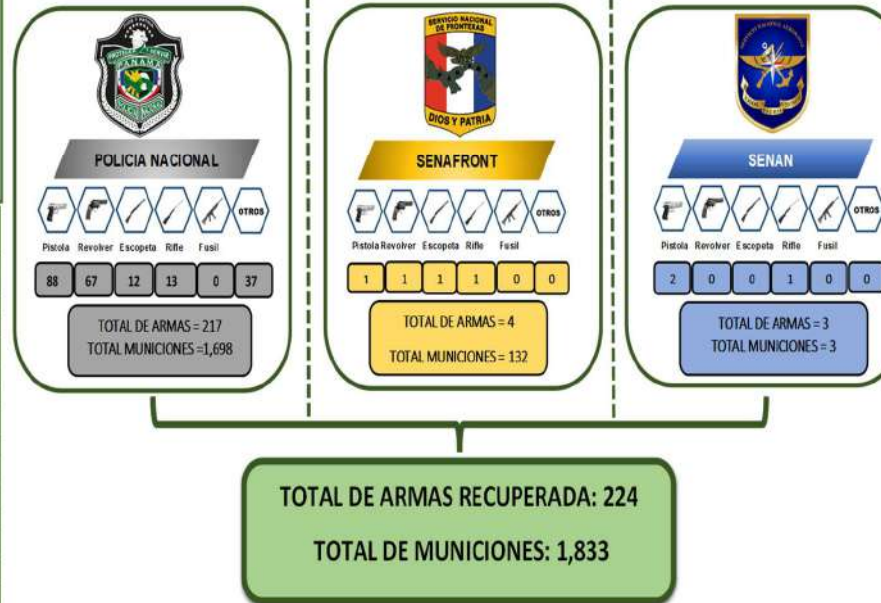 PROTEGER Y SERVIR
PANAMA
POLICIA NACIONAL
Pistola Revolver Escopeta Rifle Fusil OTROS
88 67 12 13 0 37
TOTAL DE ARMAS = 217
TOTAL MUNICIONES =1,698
SERVICIO NACIONAL
DE FRONTERAS
DIOS Y PATRIA
SENAFRONT
Pistola Revolver Escopeta Rifle Fusil OTROS
1 1 1 1 0 0
TOTAL DE ARMAS = 4
TOTAL MUNICIONES = 132
SENAN
Pistola Revolver Escopeta Rifle Fusil OTROS
2 0 0 1 0 0
TOTAL DE ARMAS = 3
TOTAL MUNICIONES = 3
TOTAL DE ARMAS RECUPERADA: 224
TOTAL DE MUNICIONES: 1,833